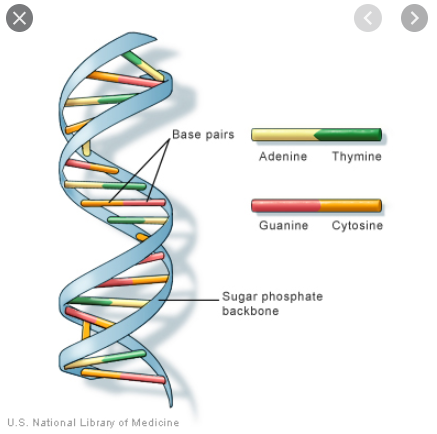 Base pairs
Adenine Thymine
Guanine Cytosine
Sugar phosphate
backbone
U.S. National Library of Medicine